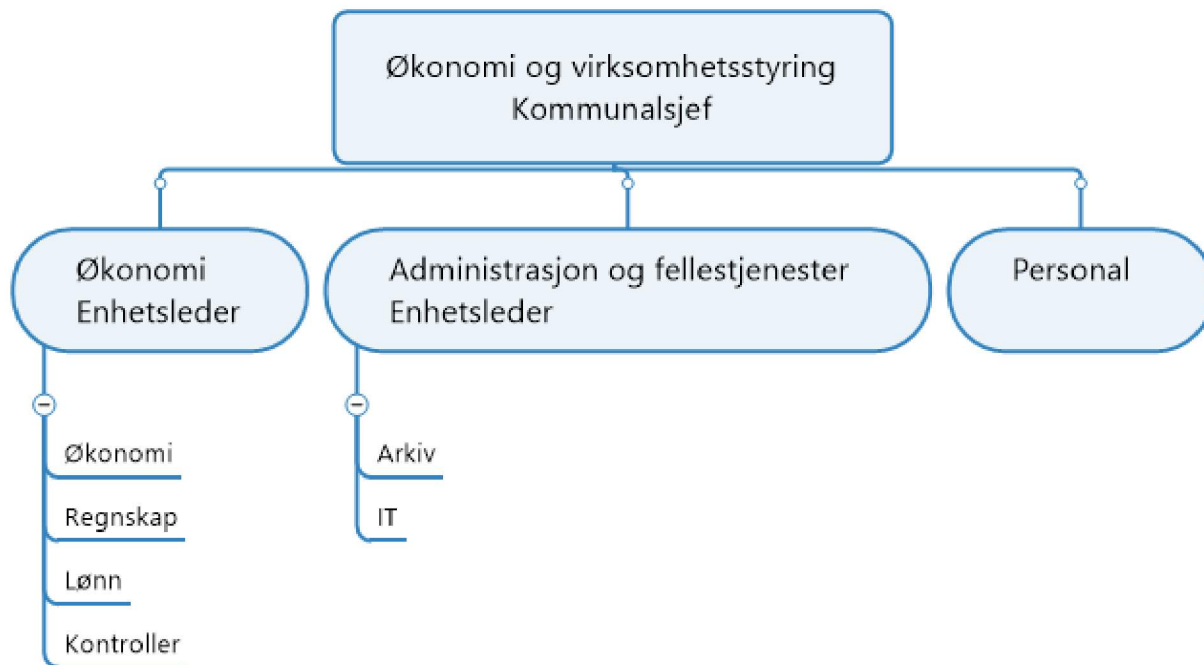 Økonomi og virksomhetsstyring
Kommunalsjef
Økonomi
Enhetsleder
Administrasjon og fellestjenester
Enhetsleder
Personal
Økonomi
Regnskap
Lønn
Kontroller
Arkiv
IT